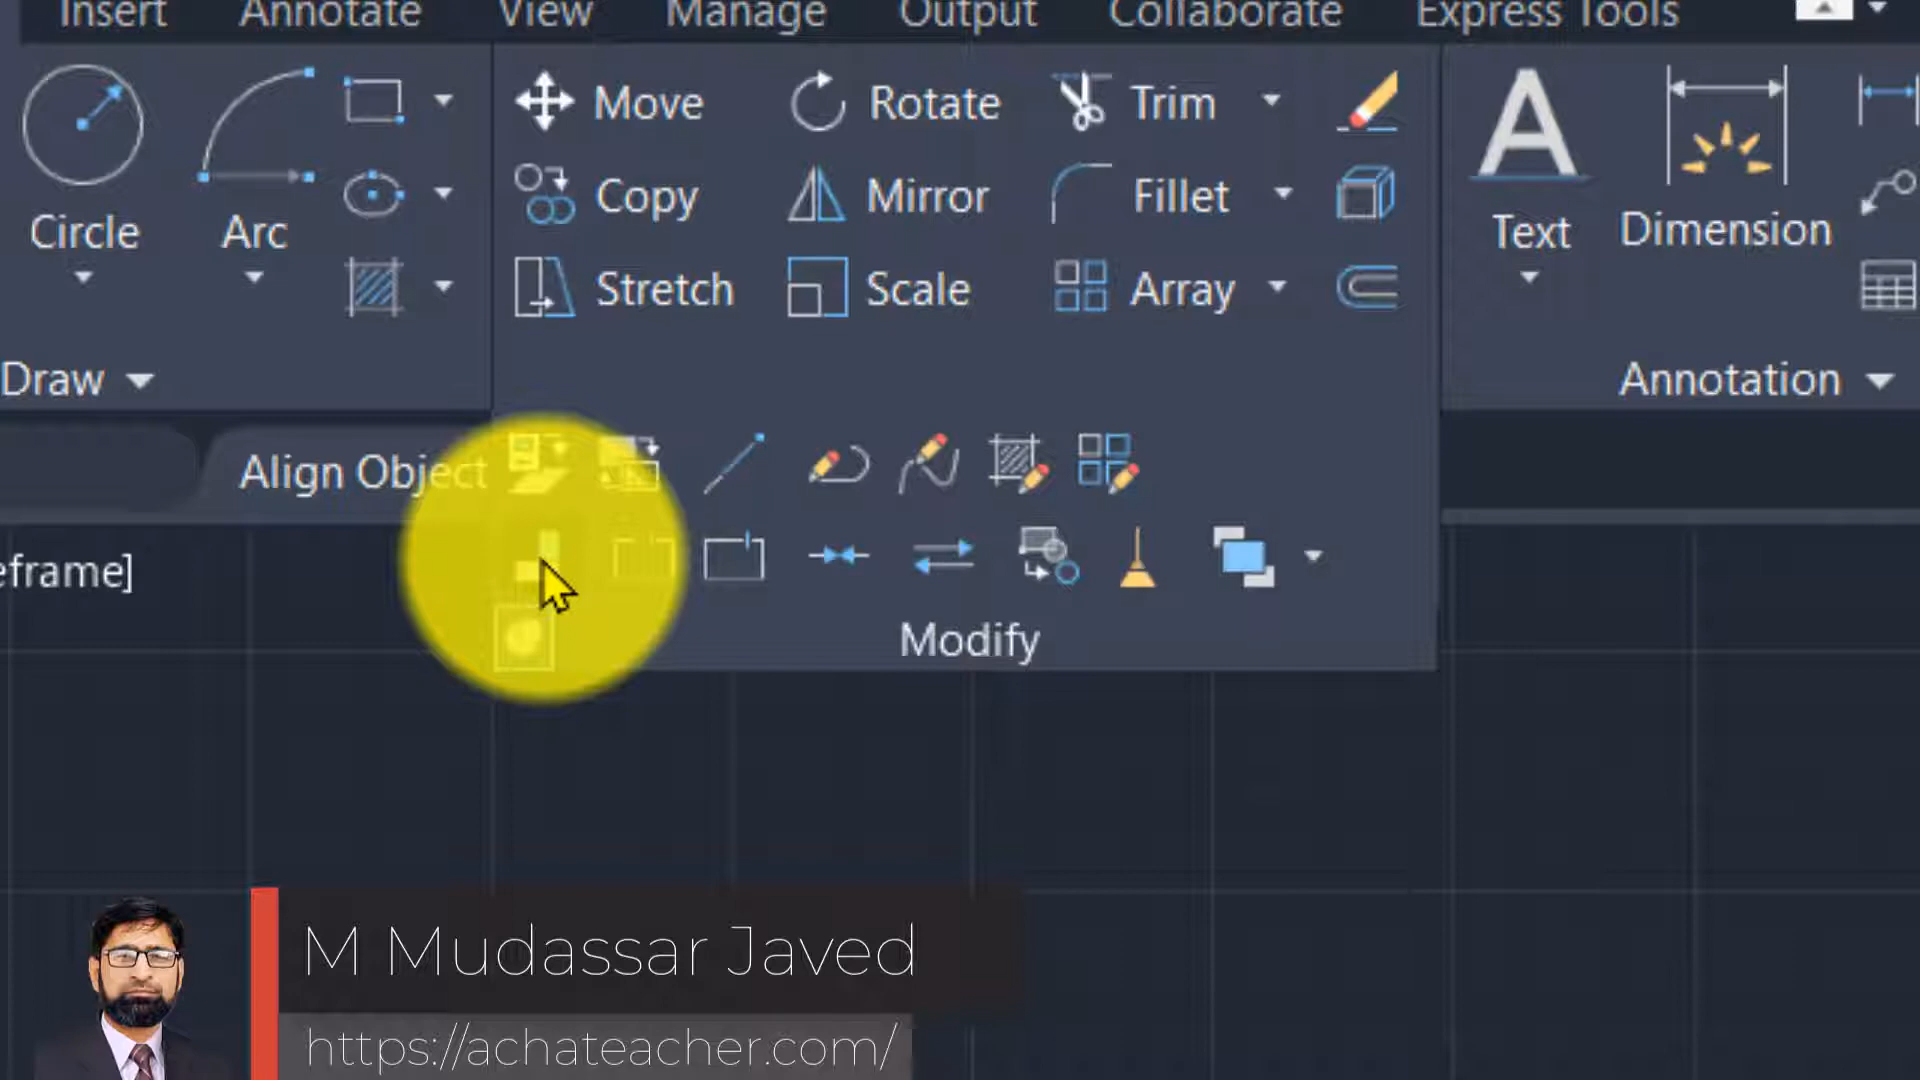 Insert Annotate View Manage Output Collaborate Express Tools
Move Rotate Trim
Copy Mirror Fillet
Circle Arc Text Dimension
Stretch Scale Array
Draw Annotation
Align Object
eframe]
Modify
M Mudassar Javed
https://achateacher.com/